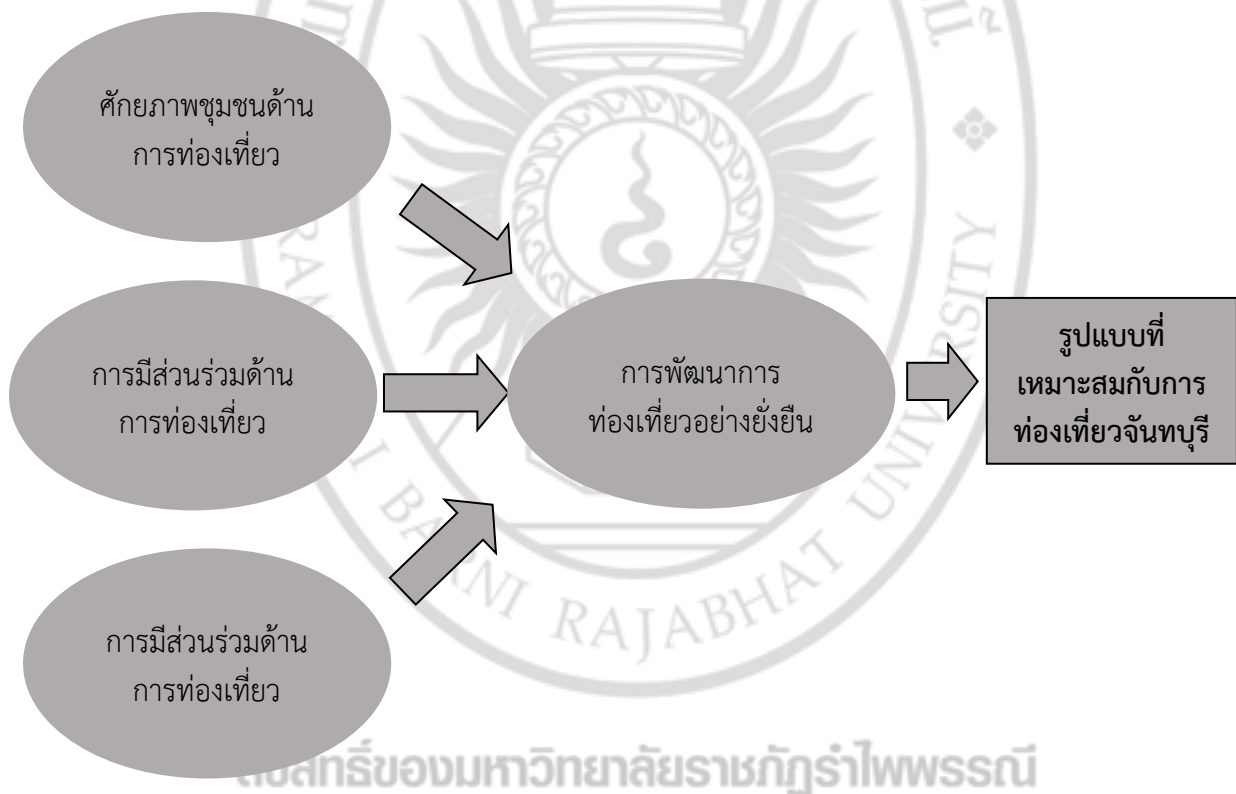 ศักยภาพชุมชนด้าน
การท่องเที่ยว
การมีส่วนร่วมด้าน
การท่องเที่ยว
การพัฒนาการ
ท่องเที่ยวอย่างยั่งยืน
รูปแบบที่
เหมาะสมกับการ
ท่องเที่ยวจันทบุรี
การมีส่วนร่วมด้าน
การท่องเที่ยว
BARNI RAJABHAT UNIVERSITY
ของมหาวิทยาลัยราชภัฏรำไพพรรณี